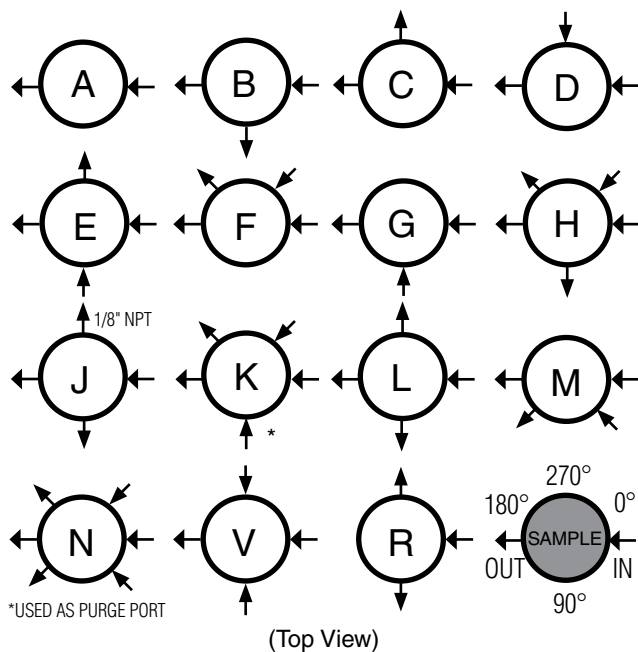 A B C D
E F G H
1/8" NPT
J K L M
*
270°
180° 0°
N V R SAMPLE
OUT IN
*USED AS PURGE PORT
90°
(Top View)